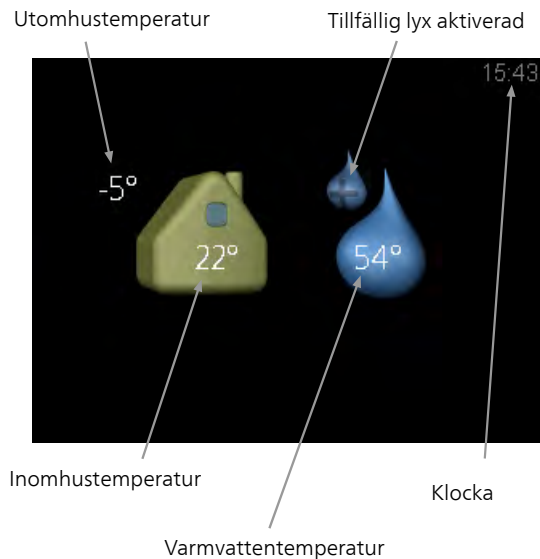 Utomhustemperatur
Tillfällig lyx aktiverad
15:43
-5°
22°
54°
Inomhustemperatur
Klocka
Varmvattentemperatur